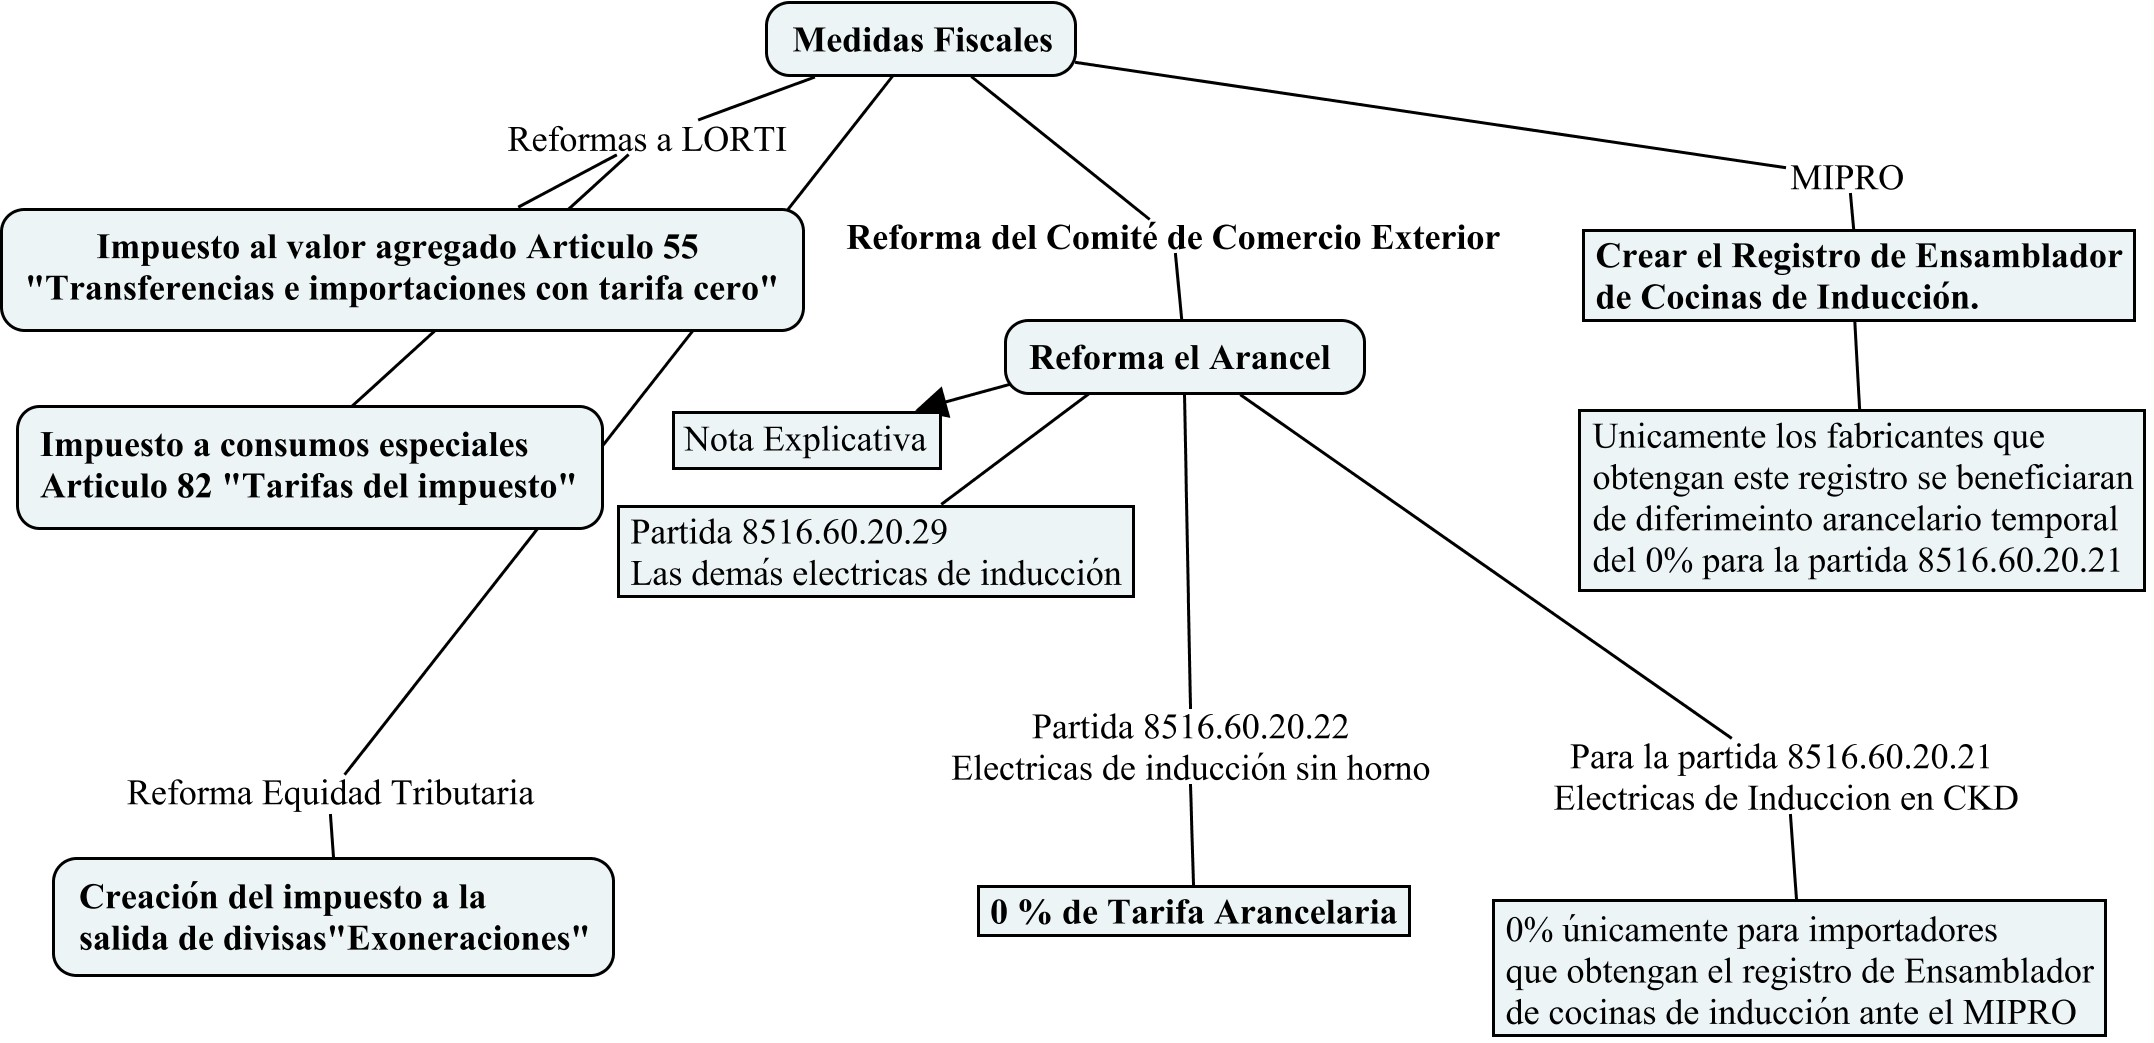 Medidas Fiscales
Reformas a LORTI
Impuesto al valor agregado Articulo 55
"Transferencias e importaciones con tarifa cero"
Impuesto a consumos especiales
Articulo 82 "Tarifas del impuesto"
Reforma Equidad Tributaria
Creación del impuesto a la
salida de divisas"Exoneraciones"
Reforma del Comité de Comercio Exterior
Reforma el Arancel
Nota Explicativa
Partida 8516.60.20.29
Las demás electricas de inducción
Partida 8516.60.20.22
Electricas de inducción sin horno
0 % de Tarifa Arancelaria
Para la partida 8516.60.20.21
Electricas de Induccion en CKD
0% únicamente para importadores
que obtengan el registro de Ensamblador
de cocinas de inducción ante el MIPRO
MIPRO
Crear el Registro de Ensamblador
de Cocinas de Inducción.
Unicamente los fabricantes que
obtengan este registro se beneficiaran
de diferimeinto arancelario temporal
del 0% para la partida 8516.60.20.21